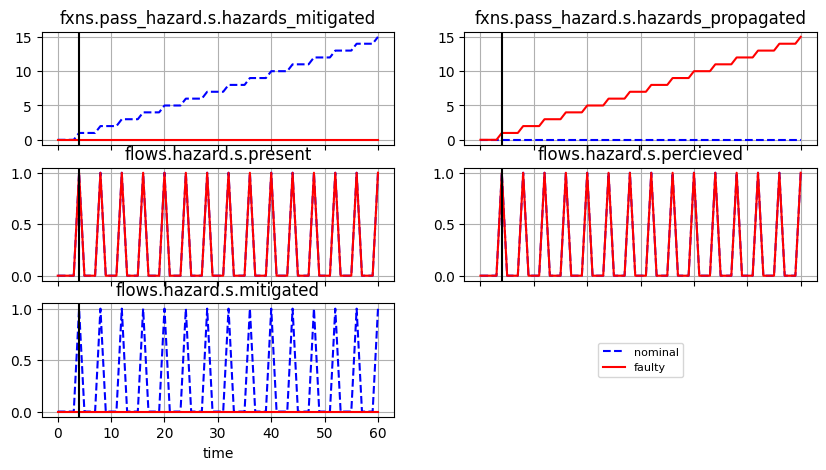 fxns.pass_hazard.s.hazards_mitigated
15
10
5
0
fxns.pass_hazard.s.hazards_propagated
15
10
5
0
flows.hazard.s.present
1.0
0.5
0.0
flows.hazard.s.percieved
1.0
0.5
0.0
flows.hazard.s.mitigated
1.0
0.5
0.0
0 10 20 30 40 50 60
time
nominal
faulty